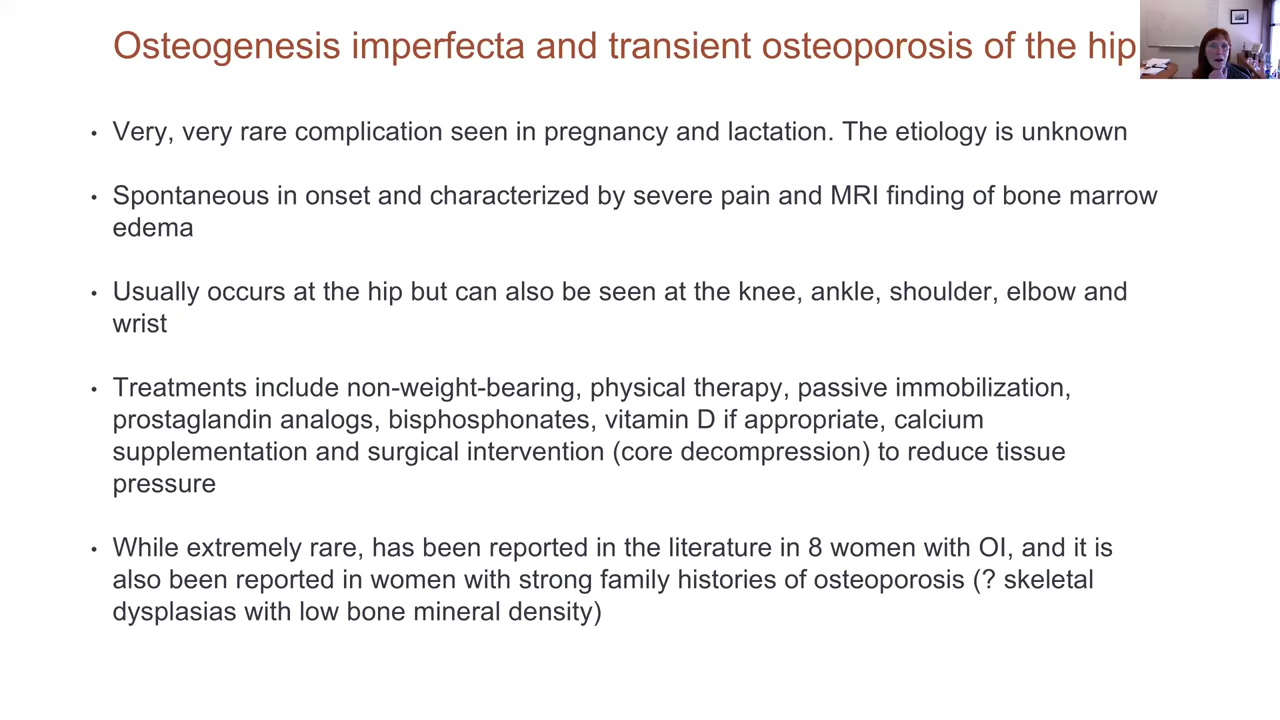 Osteogenesis imperfecta and transient osteoporosis of the hip
• Very, very rare complication seen in pregnancy and lactation. The etiology is unknown
• Spontaneous in onset and characterized by severe pain and MRI finding of bone marrow
edema
• Usually occurs at the hip but can also be seen at the knee, ankle, shoulder, elbow and
wrist
• Treatments include non-weight-bearing, physical therapy, passive immobilization,
prostaglandin analogs, bisphosphonates, vitamin D if appropriate, calcium
supplementation and surgical intervention (core decompression) to reduce tissue
pressure
• While extremely rare, has been reported in the literature in 8 women with OI, and it is
also been reported in women with strong family histories of osteoporosis (? skeletal
dysplasias with low bone mineral density)